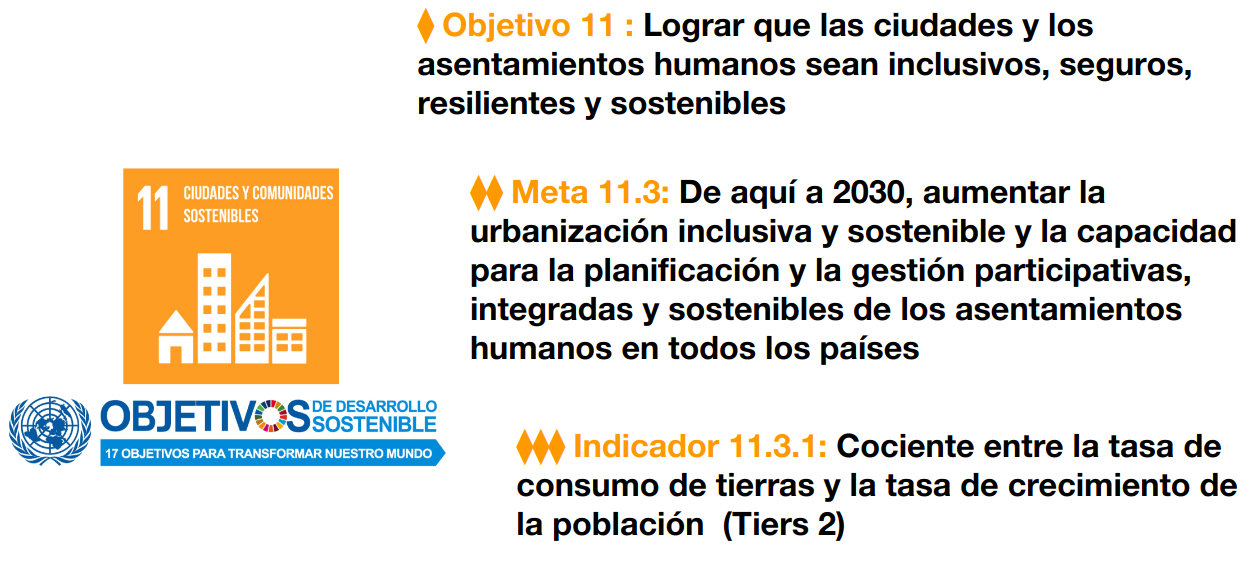 Objetivo 11 : Lograr que las ciudades y los
asentamientos humanos sean inclusivos, seguros,
resilientes y sostenibles
11 CIUDADES Y COMUNIDADES
SOSTENIBLES
Meta 11.3: De aquí a 2030, aumentar la
urbanización inclusiva y sostenible y la capacidad
para la planificación y la gestión participativas,
integradas y sostenibles de los asentamientos
humanos en todos los países
OBJETIVOS DE DESARROLLO
SOSTENIBLE
17 OBJETIVOS PARA TRANSFORMAR NUESTRO MUNDO
Indicador 11.3.1: Cociente entre la tasa de
consumo de tierras y la tasa de crecimiento de
la población (Tiers 2)